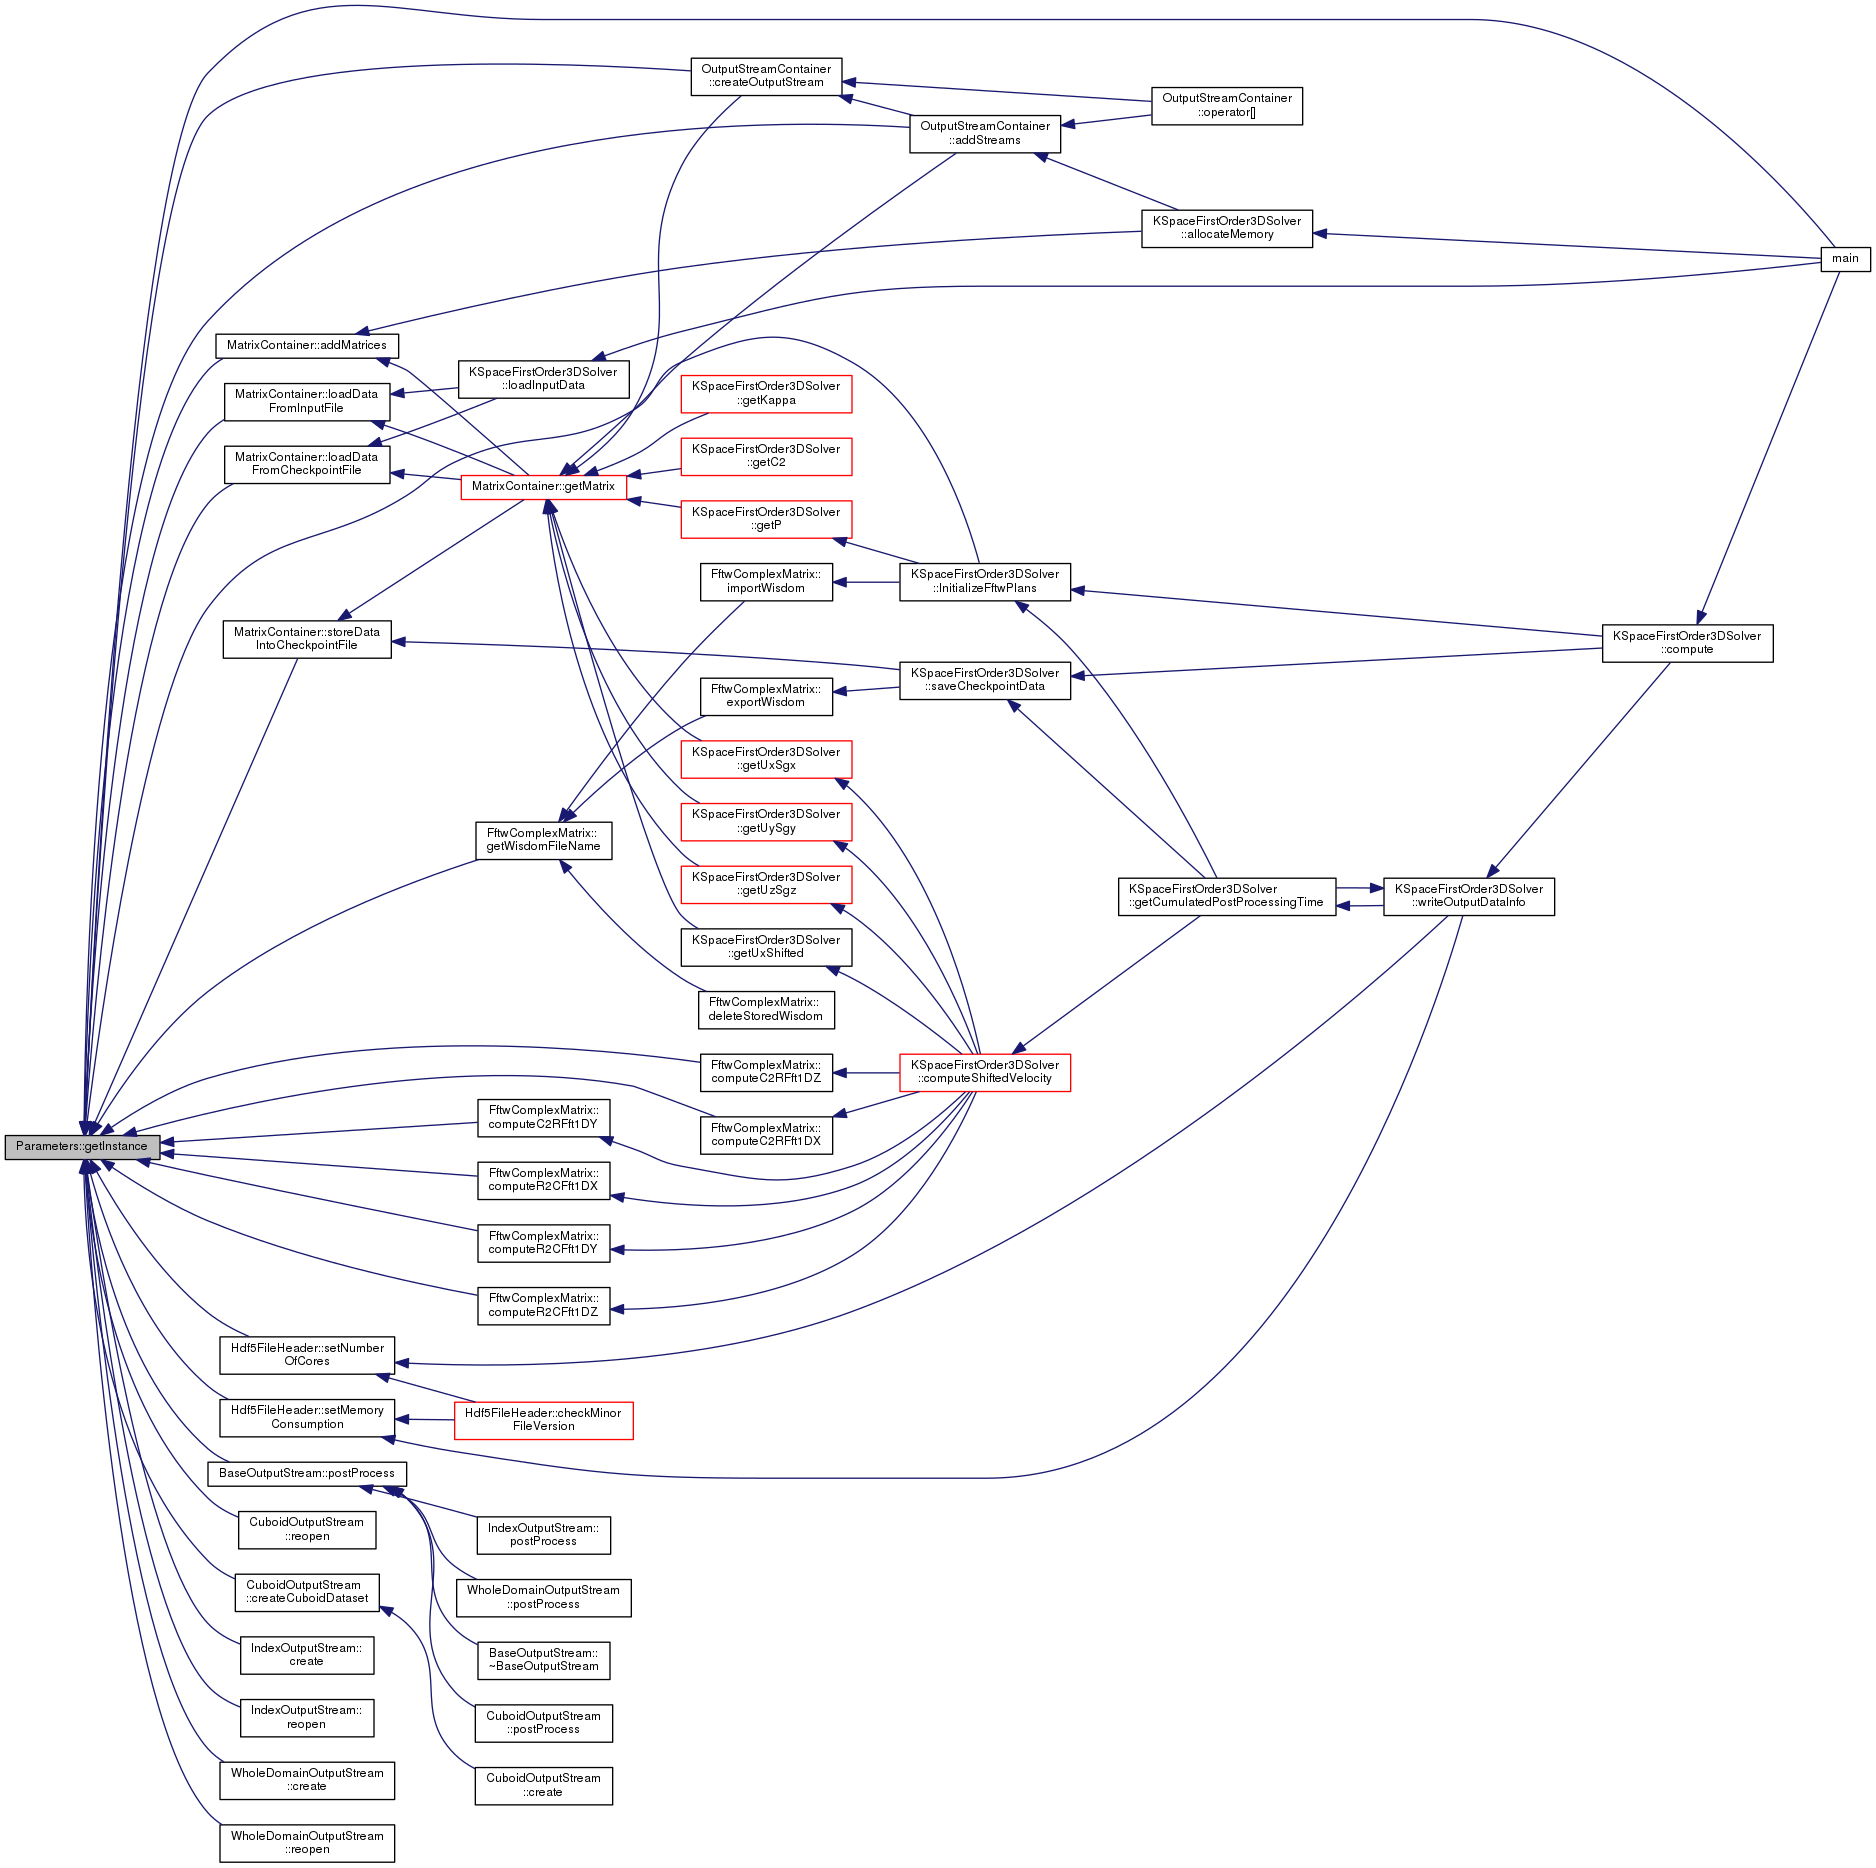 OutputStreamContainer
::createOutputStream
OutputStreamContainer
::operator[]
OutputStreamContainer
::addStreams
KSpaceFirstOrder3DSolver
::allocateMemory
main
MatrixContainer::addMatrices
KSpaceFirstOrder3DSolver
::loadInputData
MatrixContainer::loadData
FromInputFile
KSpaceFirstOrder3DSolver
::getKappa
MatrixContainer::loadData
FromCheckpointFile
KSpaceFirstOrder3DSolver
::getC2
MatrixContainer::getMatrix
KSpaceFirstOrder3DSolver
::getP
FftwComplexMatrix::
importWisdom
KSpaceFirstOrder3DSolver
::InitializeFftwPlans
MatrixContainer::storeData
IntoCheckpointFile
KSpaceFirstOrder3DSolver
::compute
KSpaceFirstOrder3DSolver
::saveCheckpointData
FftwComplexMatrix::
exportWisdom
KSpaceFirstOrder3DSolver
::getUxSgx
KSpaceFirstOrder3DSolver
::getUySgy
FftwComplexMatrix::
getWisdomFileName
KSpaceFirstOrder3DSolver
::getUzSgz
KSpaceFirstOrder3DSolver
::getCumulatedPostProcessingTime
KSpaceFirstOrder3DSolver
::writeOutputDataInfo
KSpaceFirstOrder3DSolver
::getUxShifted
FftwComplexMatrix::
deleteStoredWisdom
FftwComplexMatrix::
computeC2RFft1DZ
KSpaceFirstOrder3DSolver
::computeShiftedVelocity
FftwComplexMatrix::
computeC2RFft1DY
FftwComplexMatrix::
computeC2RFft1DX
Parameters::getInstance
FftwComplexMatrix::
computeR2CFft1DX
FftwComplexMatrix::
computeR2CFft1DY
FftwComplexMatrix::
computeR2CFft1DZ
Hdf5FileHeader::setNumber
OfCores
Hdf5FileHeader::setMemory
Consumption
Hdf5FileHeader::checkMinor
FileVersion
BaseOutputStream::postProcess
CuboidOutputStream
::reopen
IndexOutputStream::
postProcess
CuboidOutputStream
::createCuboidDataset
WholeDomainOutputStream
::postProcess
IndexOutputStream::
create
BaseOutputStream::
~BaseOutputStream
IndexOutputStream::
reopen
CuboidOutputStream
::postProcess
WholeDomainOutputStream
::create
CuboidOutputStream
::create
WholeDomainOutputStream
::reopen